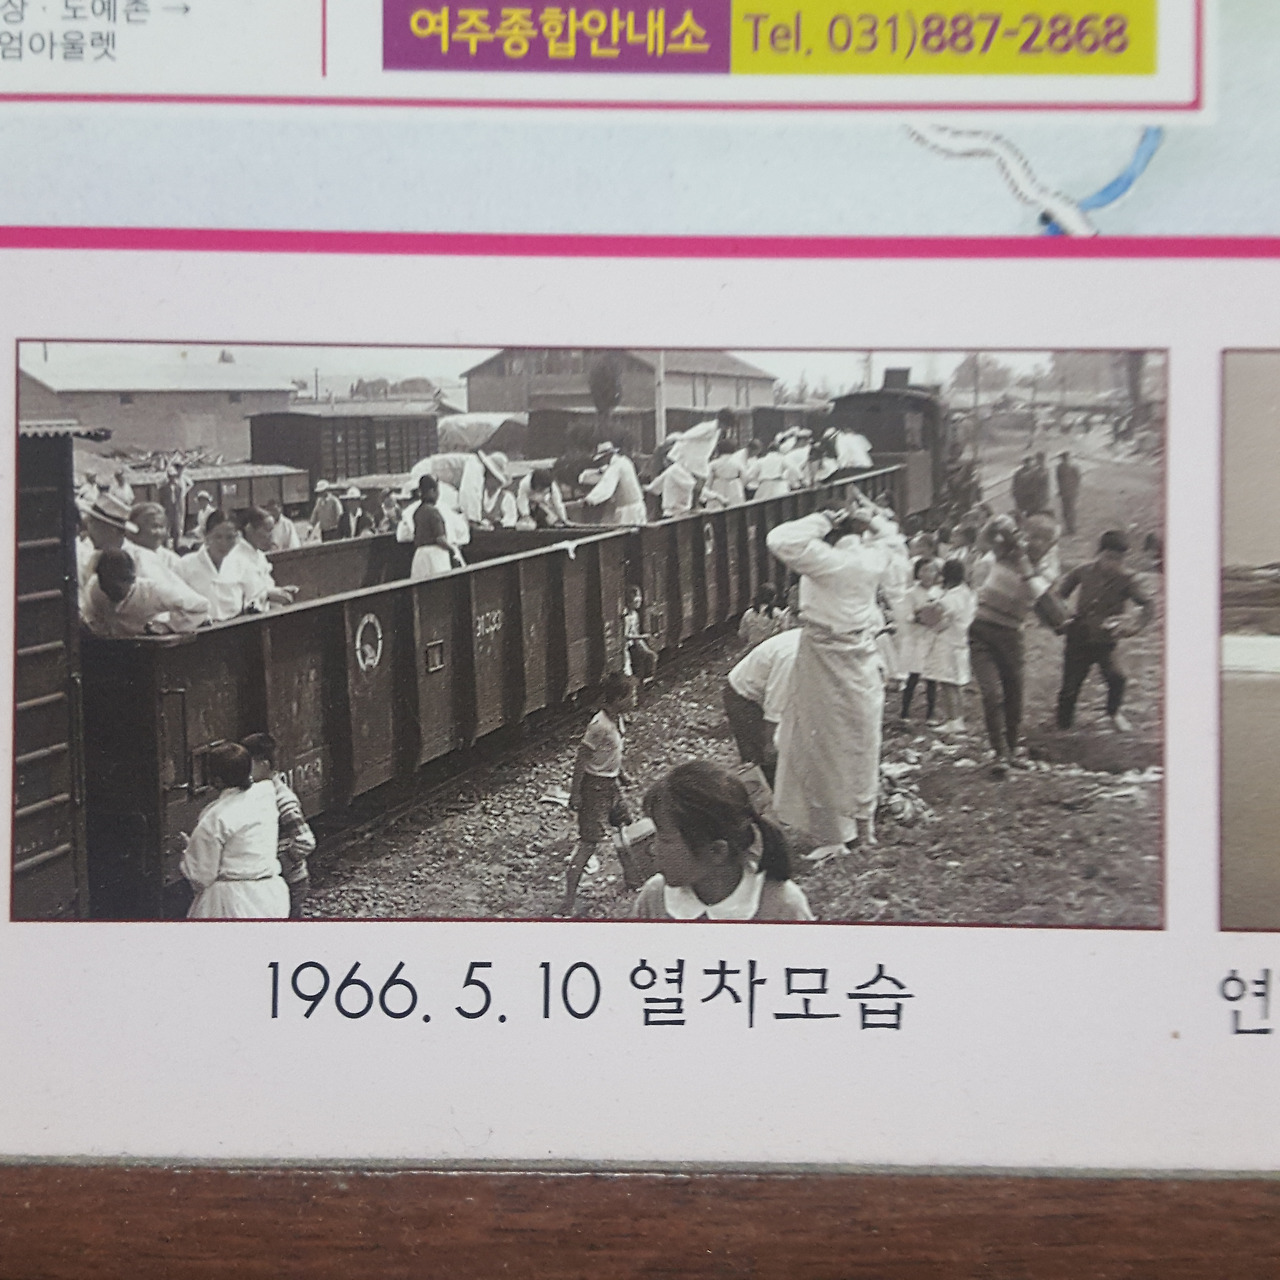 상 · 도예촌 →
엄아울렛
여주종합안내소 Tel. 031)887-2868
31033
1966. 5. 10 열차모습
연